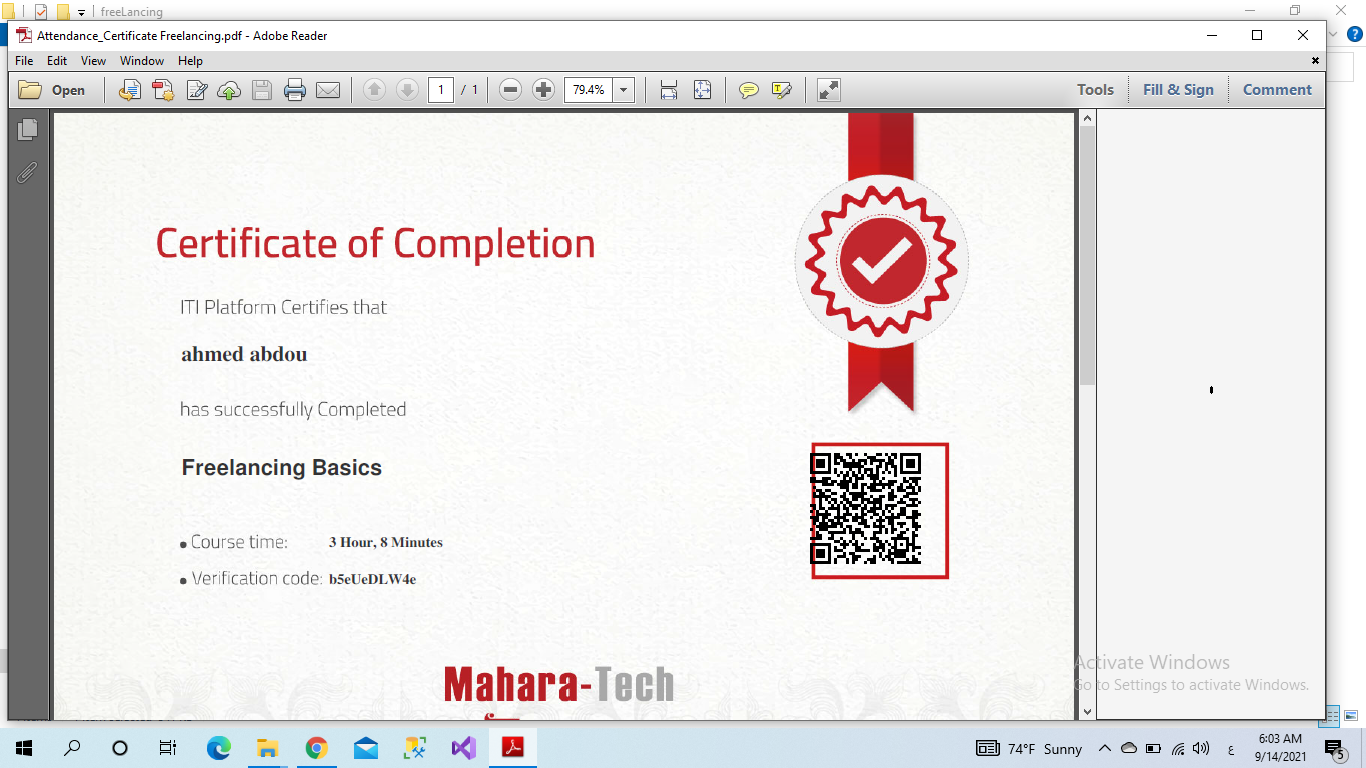 freeLancing
Attendance_Certificate Freelancing.pdf - Adobe Reader
File Edit View Window Help
Open
1 / 1
79.4%
Tools
Fill & Sign
Comment
Certificate of Completion
ITI Platform Certifies that
ahmed abdou
has successfully Completed
Freelancing Basics
• Course time: 3 Hour, 8 Minutes
• Verification code: b5eUeDLW4e
Mahara-Tech
Activate Windows
Go to Settings to activate Windows.
74°F Sunny
ع
6:03 AM
9/14/2021
5